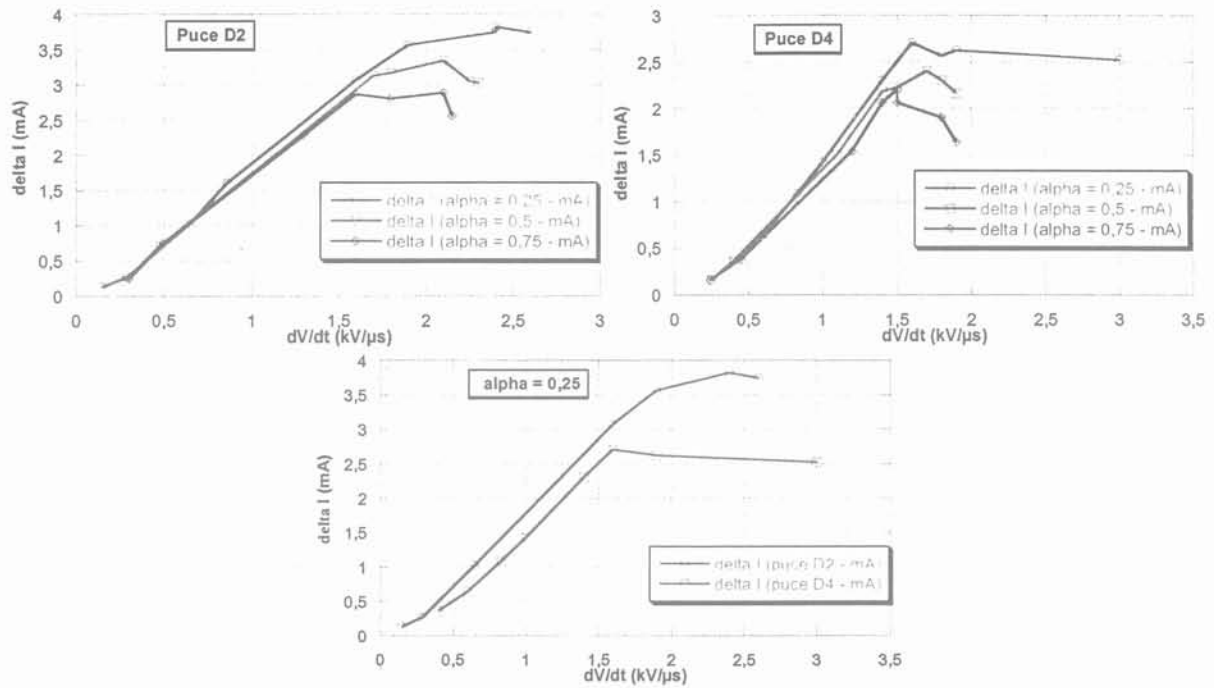 Puce D2
delta I (mA)
4
3,5
3
2,5
2
1,5
1
0,5
0
0 0,5 1 1,5 2 2,5 3
dV/dt (kV/µs)
delta I (alpha = 0,25 - mA)
delta I (alpha = 0,5 - mA)
delta I (alpha = 0,75 - mA)
Puce D4
delta I (mA)
3
2,5
2
1,5
1
0,5
0
0 0,5 1 1,5 2 2,5 3 3,5
dV/dt (kV/µs)
delta I (alpha = 0,25 - mA)
delta I (alpha = 0,5 - mA)
delta I (alpha = 0,75 - mA)
alpha = 0,25
delta I (mA)
4
3,5
3
2,5
2
1,5
1
0,5
0
0 0,5 1 1,5 2 2,5 3 3,5
dV/dt (kV/µs)
delta I (puce D2 - mA)
delta I (puce D4 - mA)